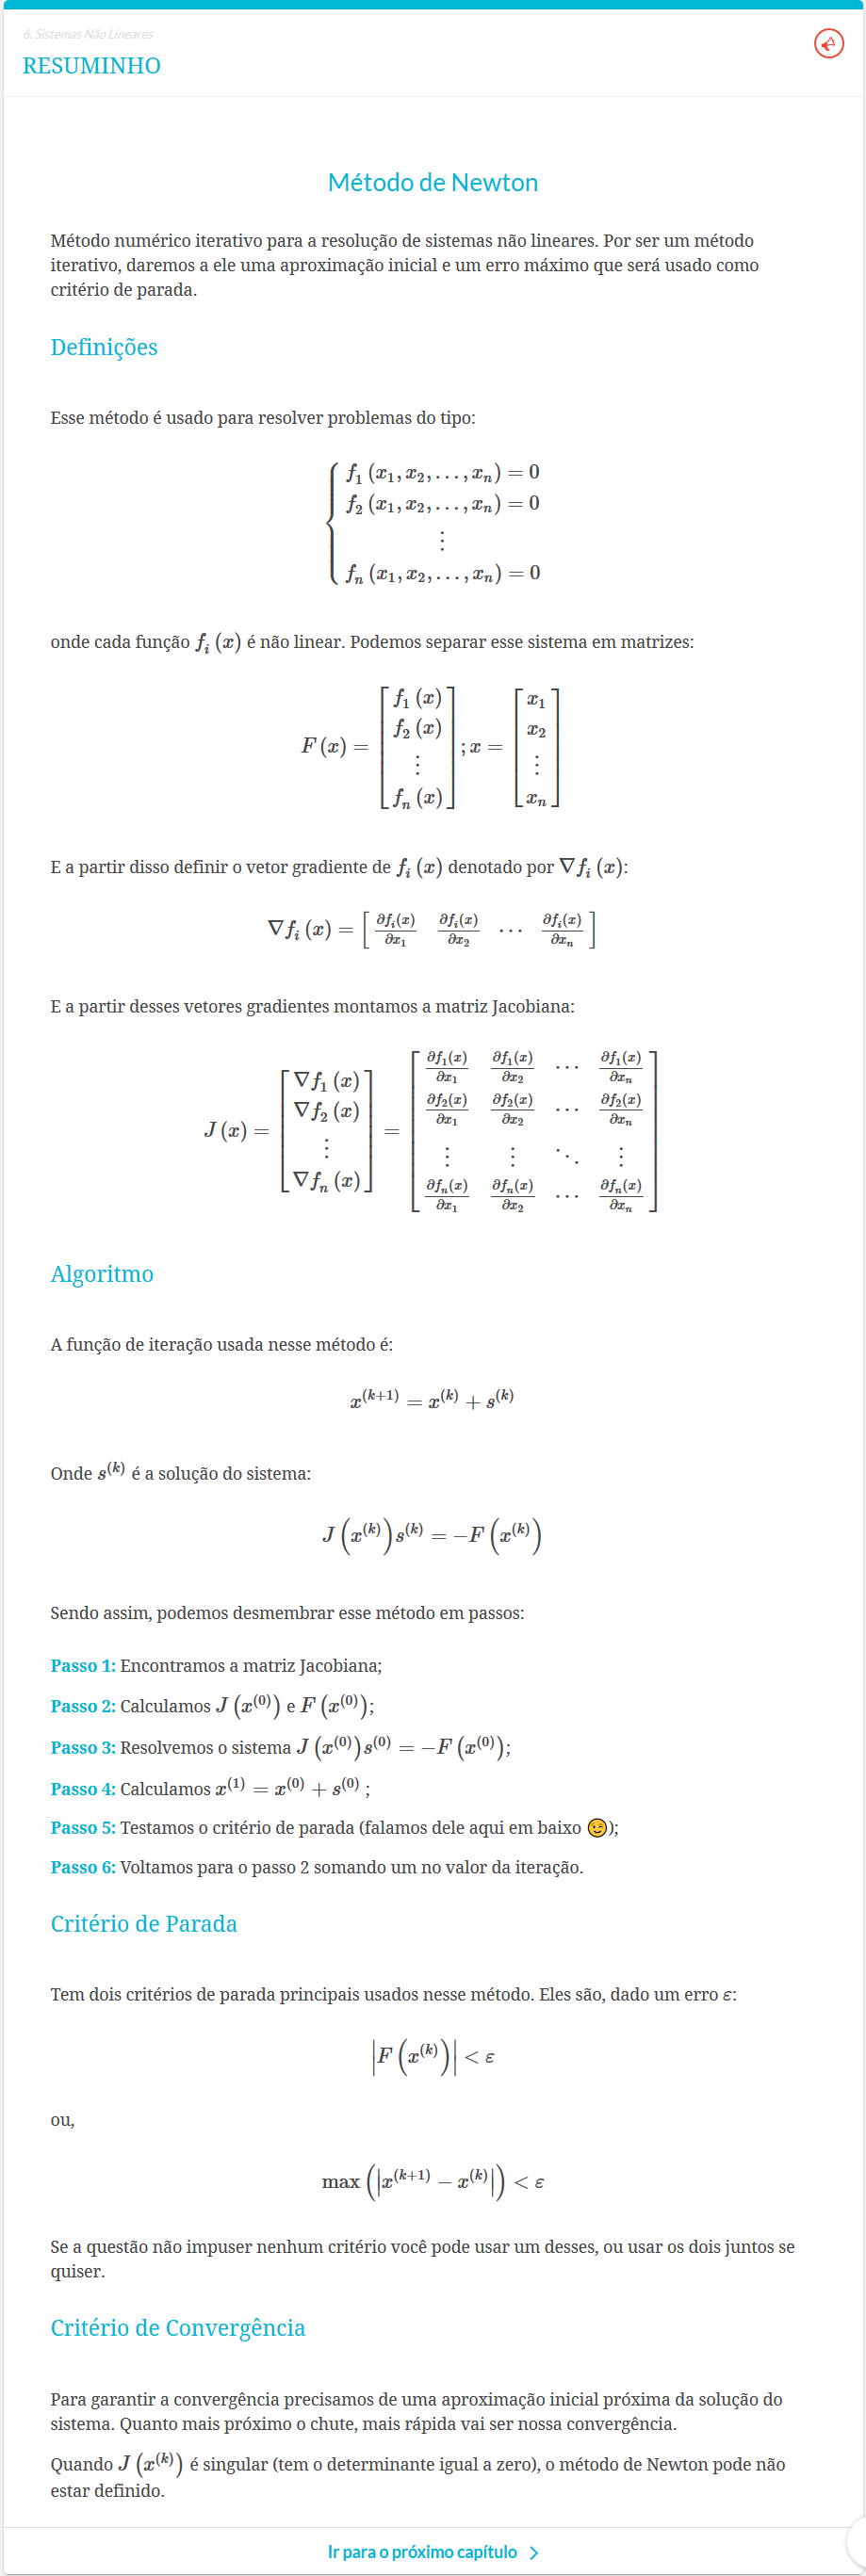 6. Sistemas Não Lineares
RESUMINHO
Método de Newton
Método numérico iterativo para a resolução de sistemas não lineares. Por ser um método
iterativo, daremos a ele uma aproximação inicial e um erro máximo que será usado como
critério de parada.
Definições
Esse método é usado para resolver problemas do tipo:
$\begin{cases} f_1(x_1, x_2, \ldots, x_n) = 0 \\ f_2(x_1, x_2, \ldots, x_n) = 0 \\ \vdots \\ f_n(x_1, x_2, \ldots, x_n) = 0 \end{cases}$
onde cada função $f_i(x)$ é não linear. Podemos separar esse sistema em matrizes:
$F(x) = \begin{bmatrix} f_1(x) \\ f_2(x) \\ \vdots \\ f_n(x) \end{bmatrix}; x = \begin{bmatrix} x_1 \\ x_2 \\ \vdots \\ x_n \end{bmatrix}$
E a partir disso definir o vetor gradiente de $f_i(x)$ denotado por $\nabla f_i(x)$:
$\nabla f_i(x) = \begin{bmatrix} \frac{\partial f_i(x)}{\partial x_1} & \frac{\partial f_i(x)}{\partial x_2} & \cdots & \frac{\partial f_i(x)}{\partial x_n} \end{bmatrix}$
E a partir desses vetores gradientes montamos a matriz Jacobiana:
$J(x) = \begin{bmatrix} \nabla f_1(x) \\ \nabla f_2(x) \\ \vdots \\ \nabla f_n(x) \end{bmatrix} = \begin{bmatrix} \frac{\partial f_1(x)}{\partial x_1} & \frac{\partial f_1(x)}{\partial x_2} & \cdots & \frac{\partial f_1(x)}{\partial x_n} \\ \frac{\partial f_2(x)}{\partial x_1} & \frac{\partial f_2(x)}{\partial x_2} & \cdots & \frac{\partial f_2(x)}{\partial x_n} \\ \vdots & \vdots & \ddots & \vdots \\ \frac{\partial f_n(x)}{\partial x_1} & \frac{\partial f_n(x)}{\partial x_2} & \cdots & \frac{\partial f_n(x)}{\partial x_n} \end{bmatrix}$
Algoritmo
A função de iteração usada nesse método é:
$x^{(k+1)} = x^{(k)} + s^{(k)}$
Onde $s^{(k)}$ é a solução do sistema:
$J\left(x^{(k)}\right) s^{(k)} = -F\left(x^{(k)}\right)$
Sendo assim, podemos desmembrar esse método em passos:
Passo 1: Encontramos a matriz Jacobiana;
Passo 2: Calculamos $J\left(x^{(0)}\right)$ e $F\left(x^{(0)}\right)$;
Passo 3: Resolvemos o sistema $J\left(x^{(0)}\right) s^{(0)} = -F\left(x^{(0)}\right)$;
Passo 4: Calculamos $x^{(1)} = x^{(0)} + s^{(0)}$ ;
Passo 5: Testamos o critério de parada (falamos dele aqui em baixo 😉);
Passo 6: Voltamos para o passo 2 somando um no valor da iteração.
Critério de Parada
Tem dois critérios de parada principais usados nesse método. Eles são, dado um erro $\varepsilon$:
$\left|F\left(x^{(k)}\right)\right| < \varepsilon$
ou,
$\max\left(\left|x^{(k+1)} - x^{(k)}\right|\right) < \varepsilon$
Se a questão não impuser nenhum critério você pode usar um desses, ou usar os dois juntos se
quiser.
Critério de Convergência
Para garantir a convergência precisamos de uma aproximação inicial próxima da solução do
sistema. Quanto mais próximo o chute, mais rápida vai ser nossa convergência.
Quando $J\left(x^{(k)}\right)$ é singular (tem o determinante igual a zero), o método de Newton pode não
estar definido.
Ir para o próximo capítulo